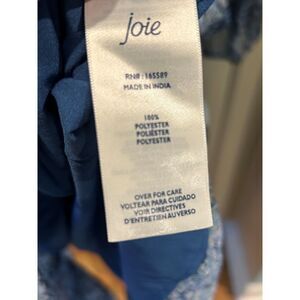 joie
RN#: 165589
MADE IN INDIA
100%
POLYESTER
POLIÉSTER
POLYESTER
OVER FOR CARE
VOLTEAR PARA CUIDADO
VOIR DIRECTIVES
D'ENTRETIEN AU VERSO